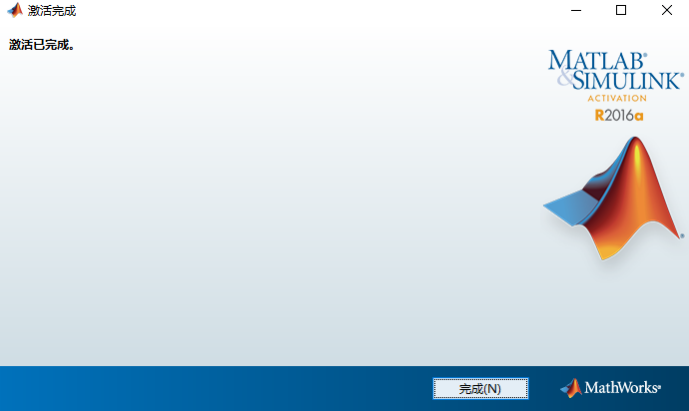 激活完成
激活已完成。
MATLAB®
&SIMULINK®
ACTIVATION
R2016a
®
完成(N)
MathWorks®